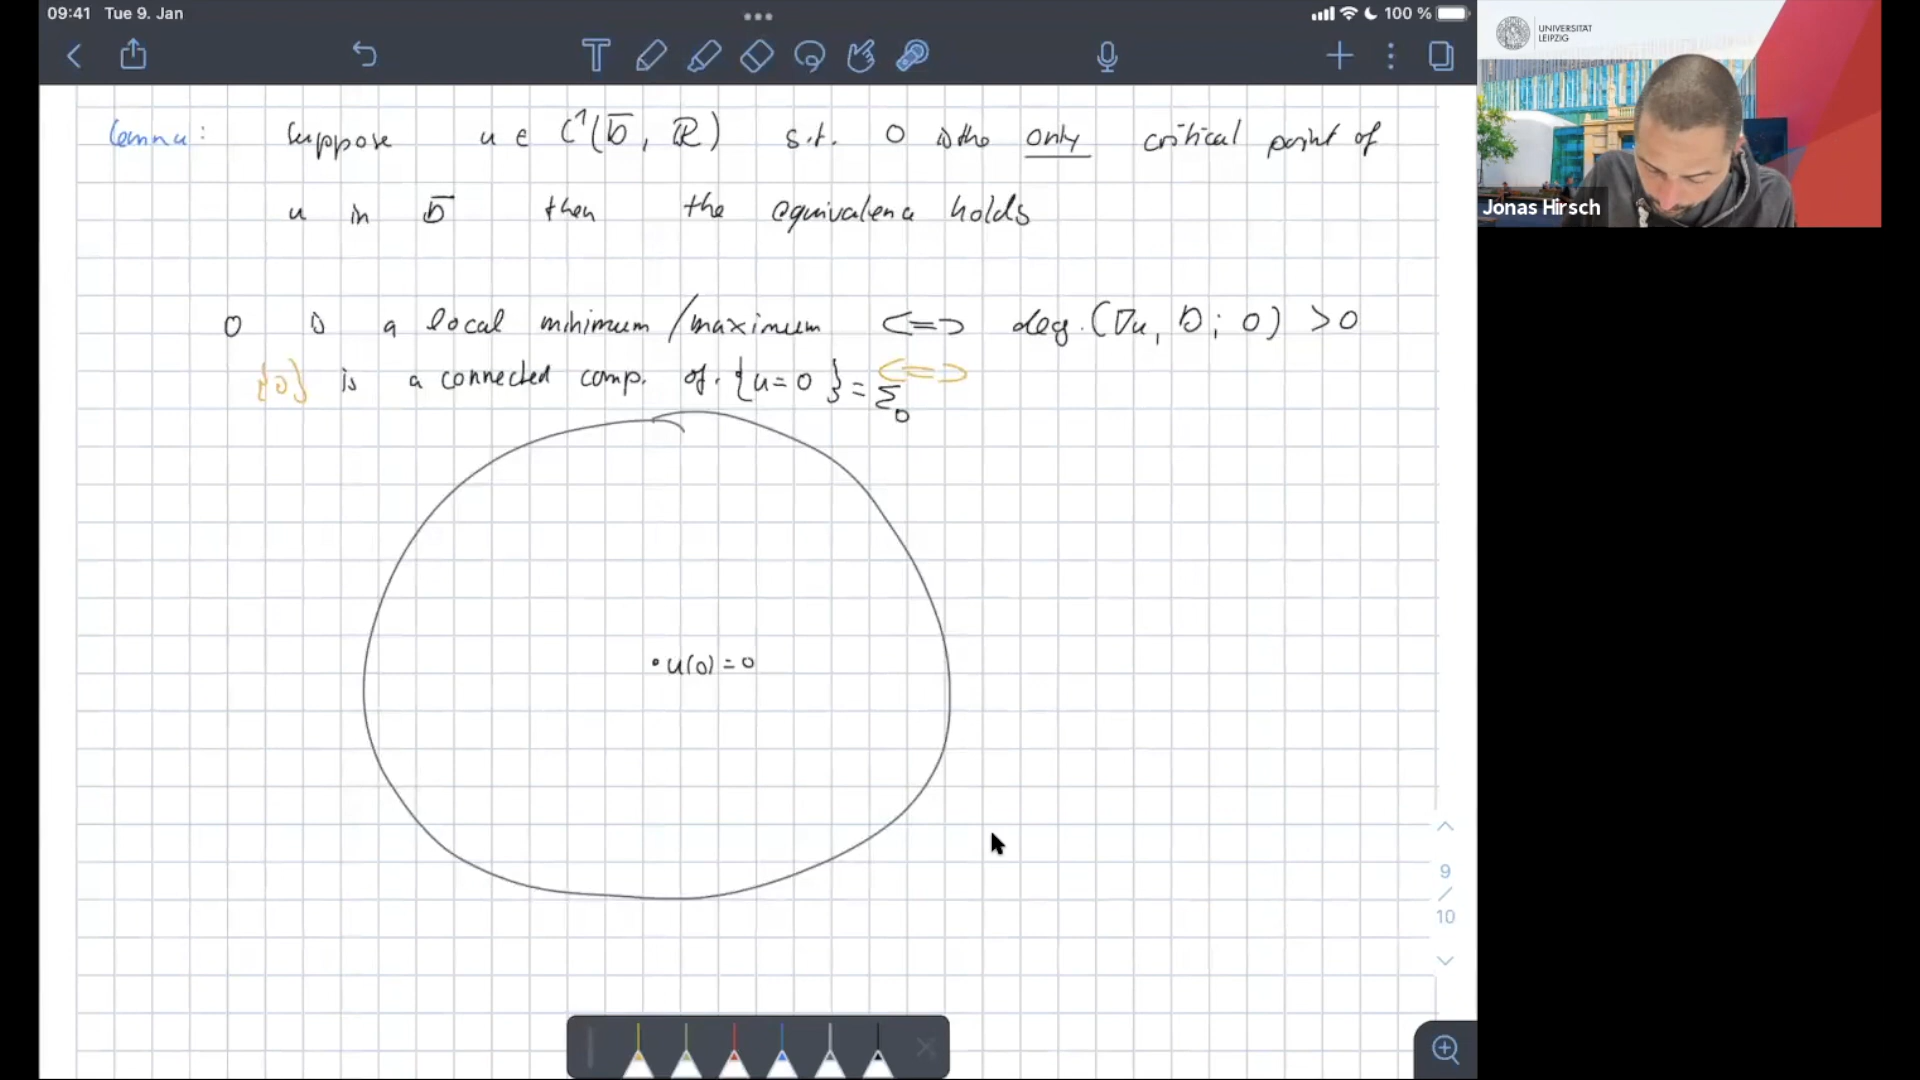 09:41 Tue 9. Jan
100 %
UNIVERSITÄT
LEIPZIG
Jonas Hirsch
Lemma: Suppose u ∈ C¹(D̅, ℝ) s.t. 0 is the only critical point of
u in D̅ then the equivalence holds
0 is a local minimum/maximum <=> deg.(∇u, D; 0) >0
{0} is a connected comp. of. {u=0} = Σ₀ <=>
• u(0) = 0
9
/
10